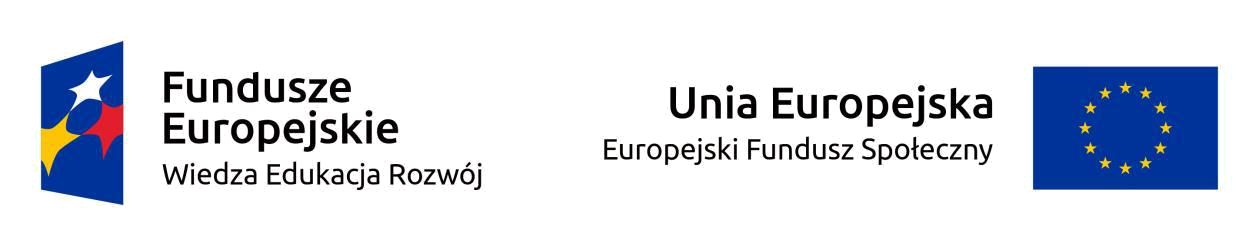 Fundusze
Europejskie
Wiedza Edukacja Rozwój
Unia Europejska
Europejski Fundusz Społeczny